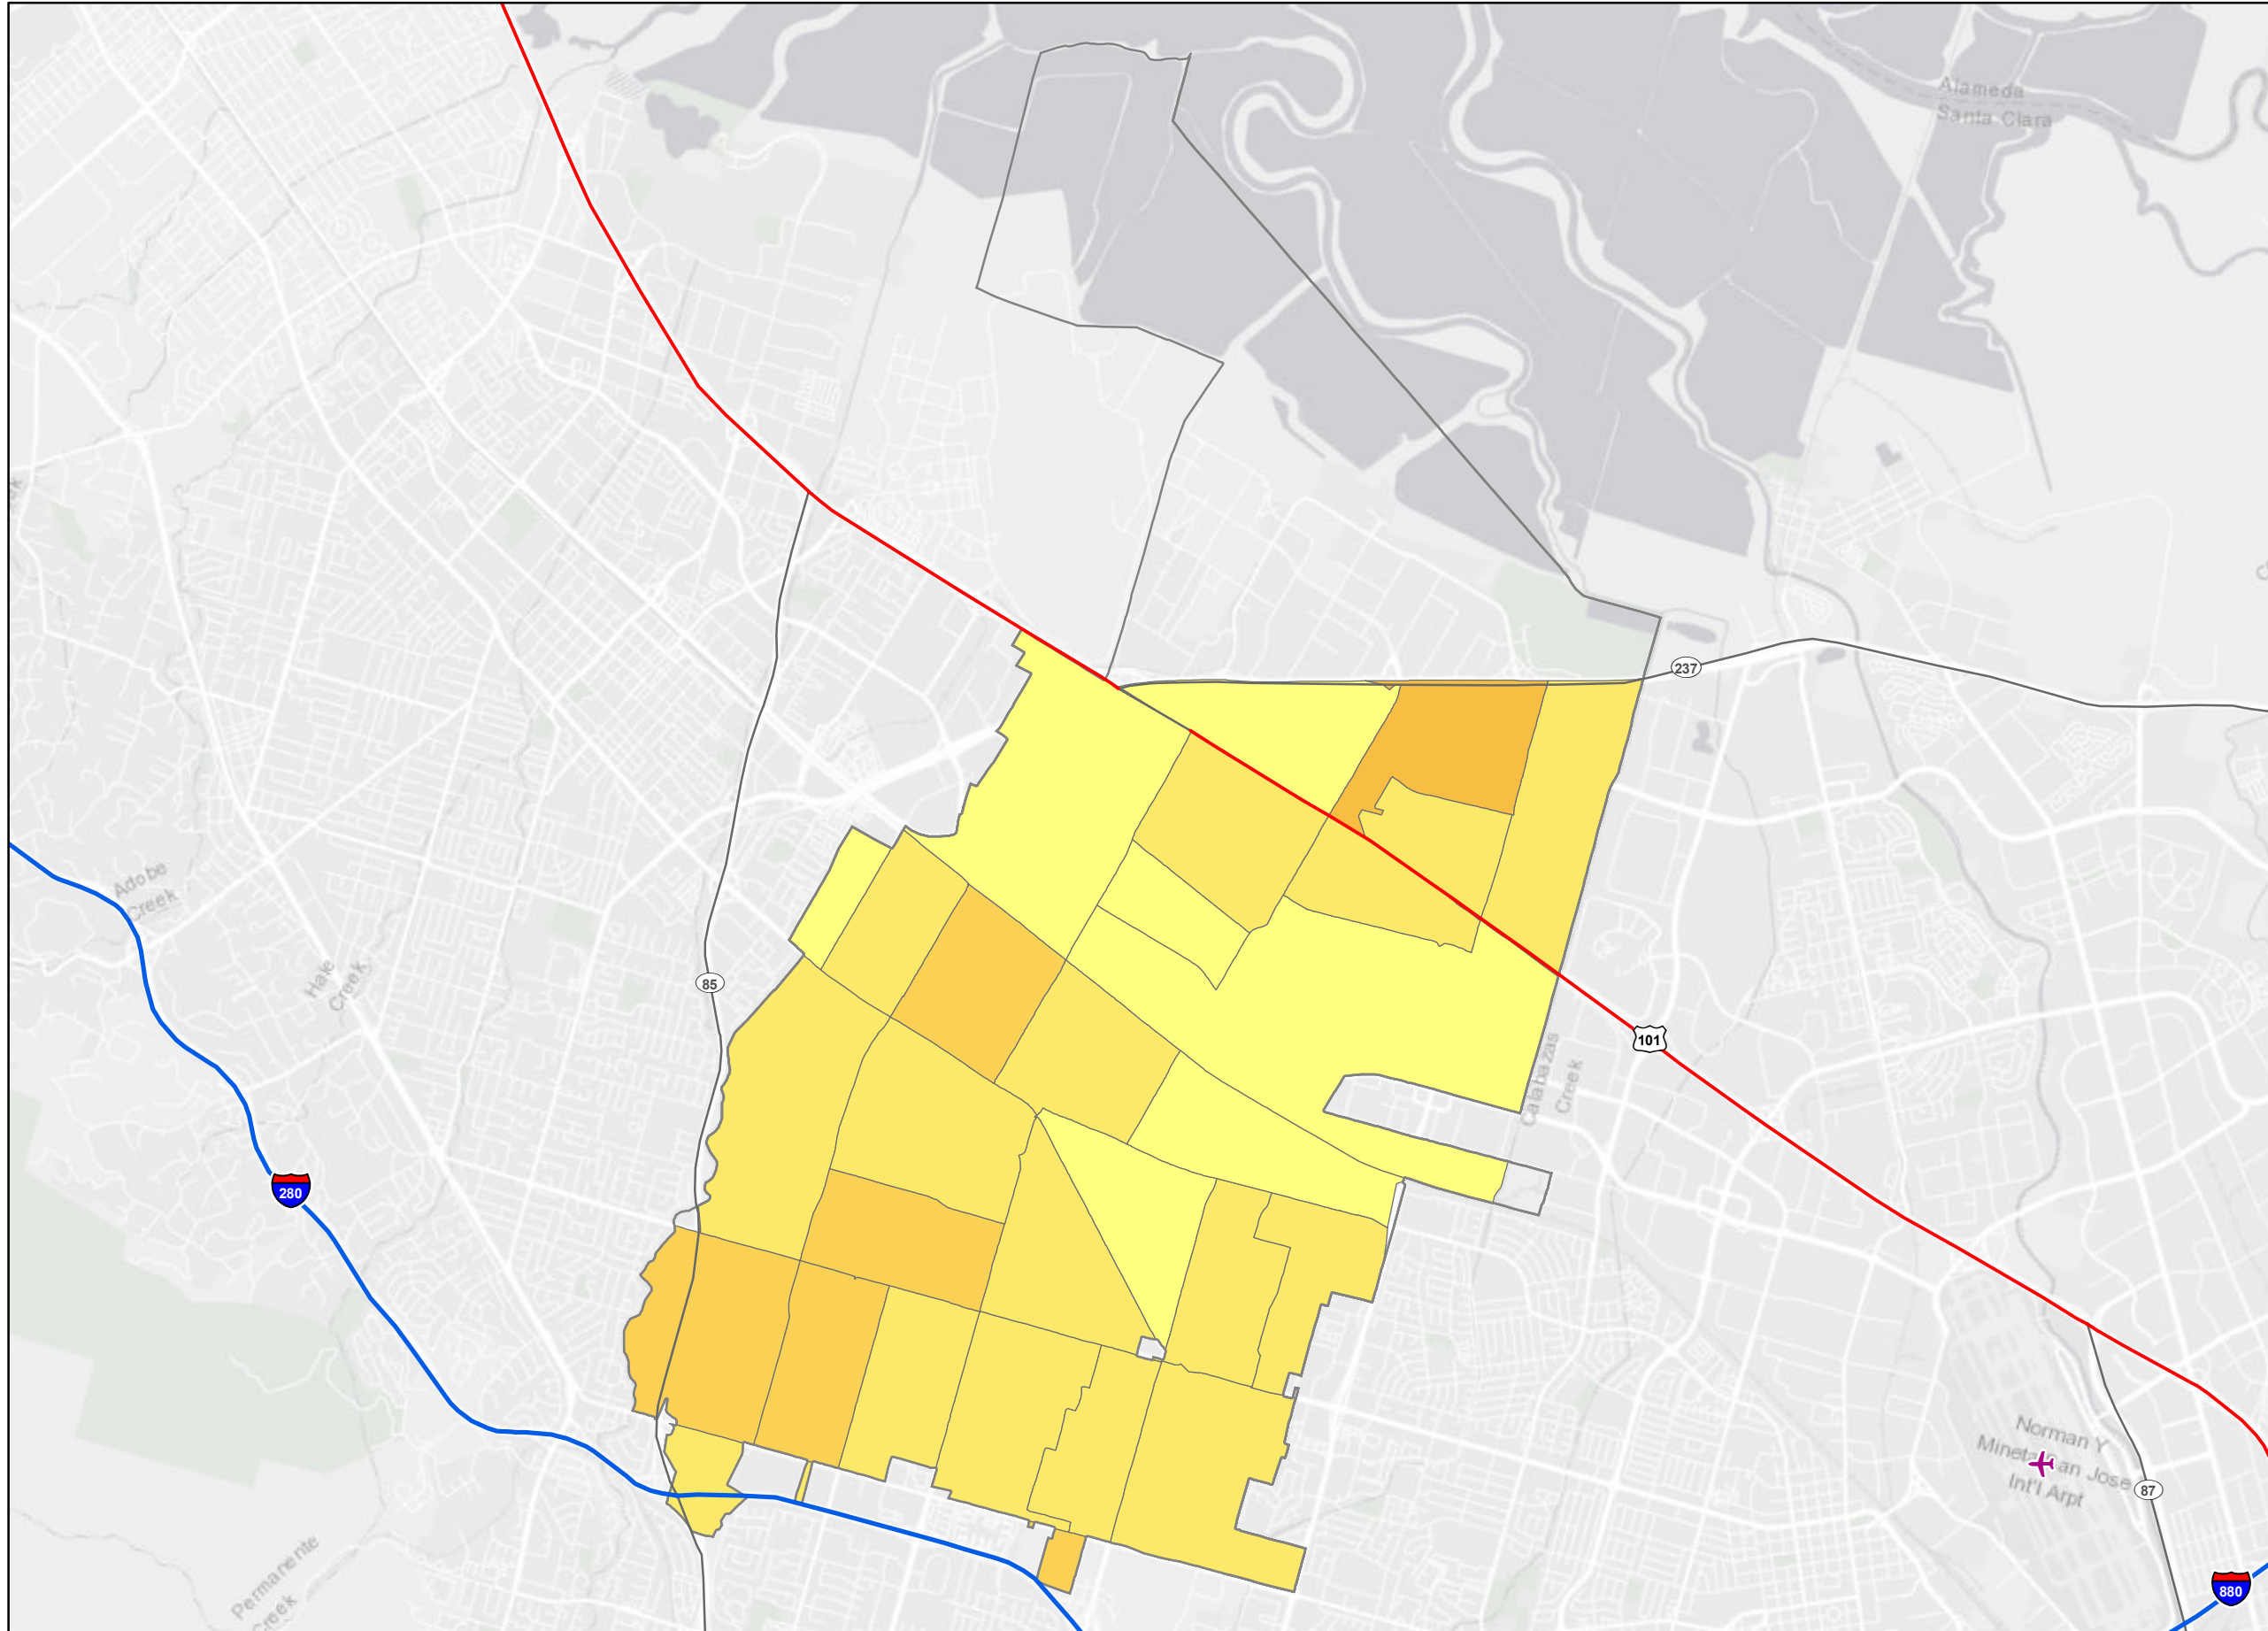 Alameda
Santa Clara
237
Adobe
Creek
Hale
Creek
85
101
Calabazas
Creek
280
Norman Y
Mineta San Jose
Int'l Arpt
87
Permanente
Creek
880